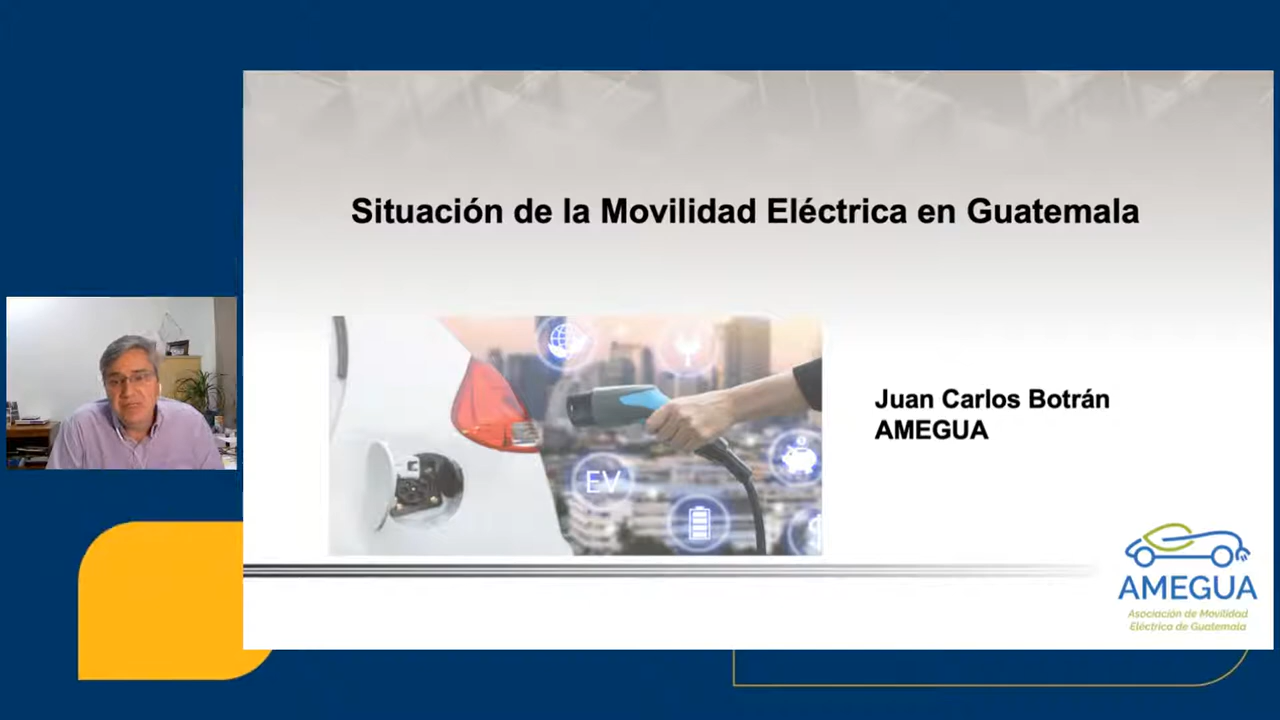 Situación de la Movilidad Eléctrica en Guatemala
EV
Juan Carlos Botrán
AMEGUA
AMEGUA
Asociación de Movilidad
Eléctrica de Guatemala